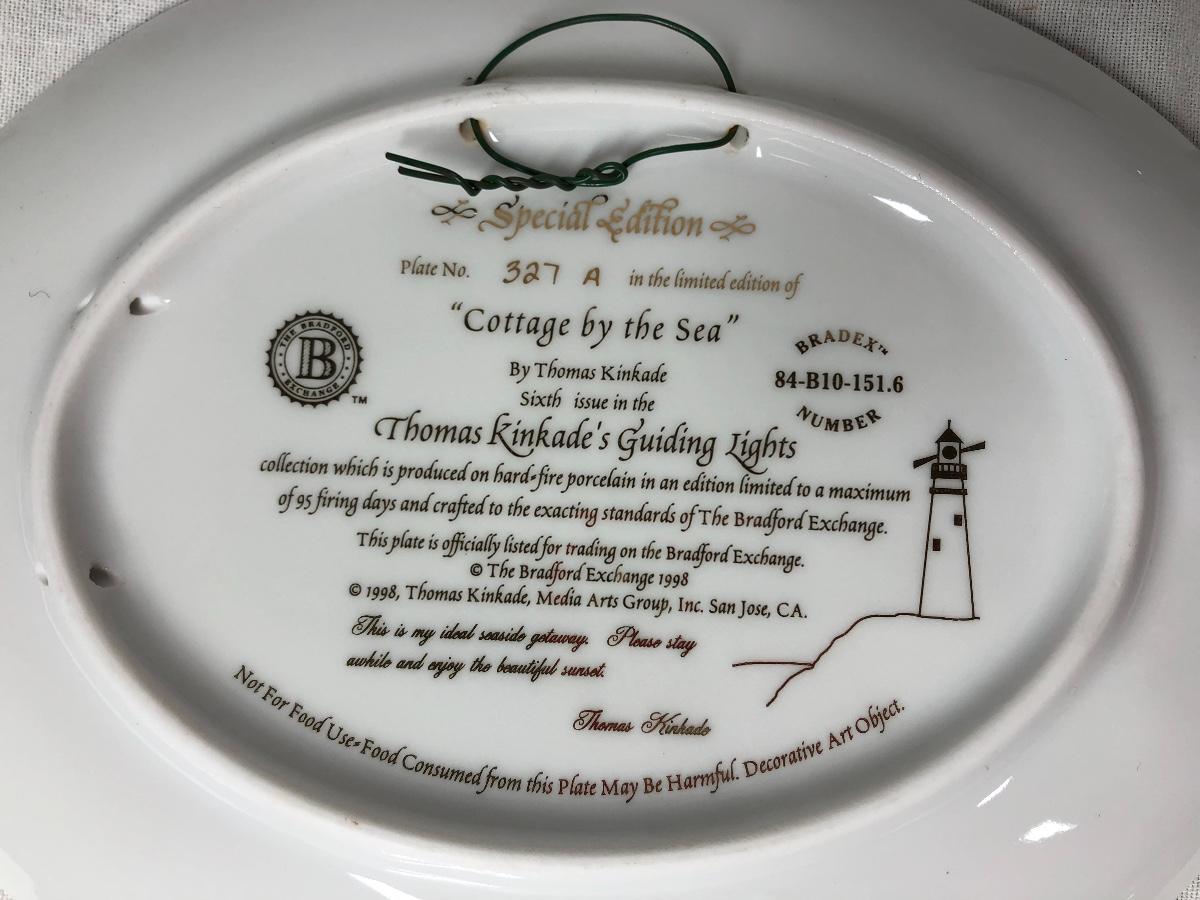 Special Edition
Plate No. 327 A in the limited edition of
"Cottage by the Sea"
By Thomas Kinkade
Sixth issue in the
Thomas Kinkade's Guiding Lights
collection which is produced on hard-fire porcelain in an edition limited to a maximum
of 95 firing days and crafted to the exacting standards of The Bradford Exchange.
This plate is officially listed for trading on the Bradford Exchange.
© The Bradford Exchange 1998
© 1998, Thomas Kinkade, Media Arts Group, Inc. San Jose, CA.
This is my ideal seaside getaway. Please stay
awhile and enjoy the beautiful sunset.
Thomas Kinkade
Not For Food Use-Food Consumed from this Plate May Be Harmful. Decorative Art Object.
THE BRADFORD
B
EXCHANGE
TM
BRADEX™
84-B10-151.6
NUMBER